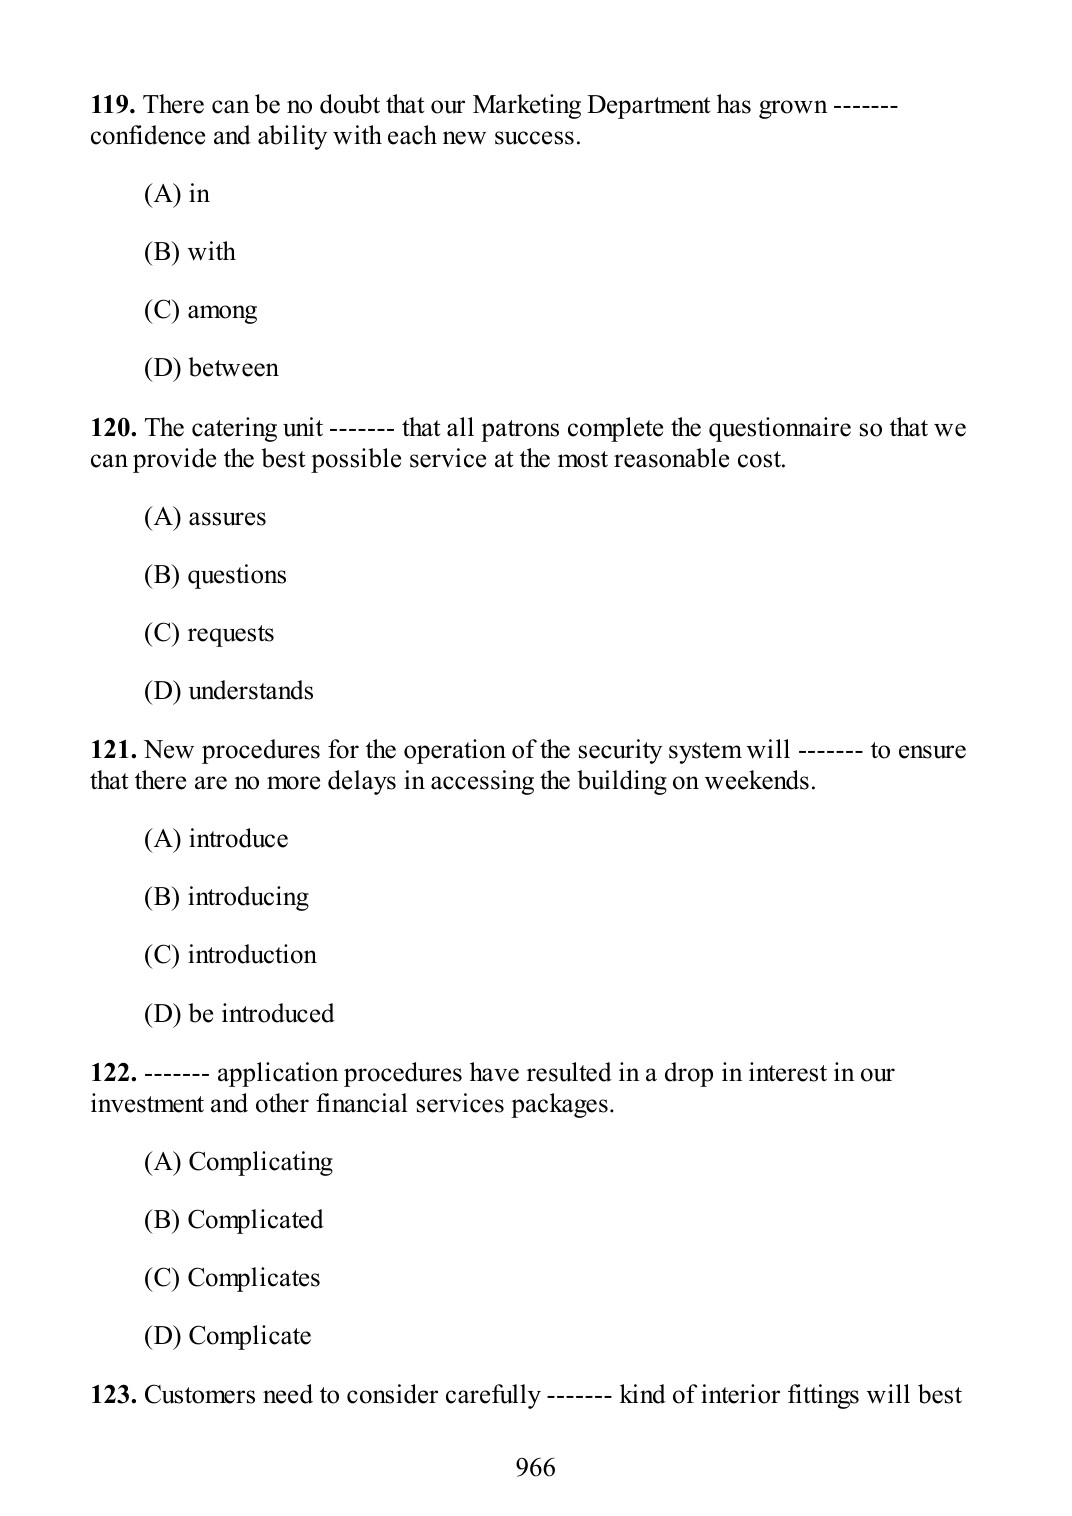 119. There can be no doubt that our Marketing Department has grown -------
confidence and ability with each new success.
(A) in
(B) with
(C) among
(D) between
120. The catering unit ------- that all patrons complete the questionnaire so that we
can provide the best possible service at the most reasonable cost.
(A) assures
(B) questions
(C) requests
(D) understands
121. New procedures for the operation of the security system will ------- to ensure
that there are no more delays in accessing the building on weekends.
(A) introduce
(B) introducing
(C) introduction
(D) be introduced
122. ------- application procedures have resulted in a drop in interest in our
investment and other financial services packages.
(A) Complicating
(B) Complicated
(C) Complicates
(D) Complicate
123. Customers need to consider carefully ------- kind of interior fittings will best
966